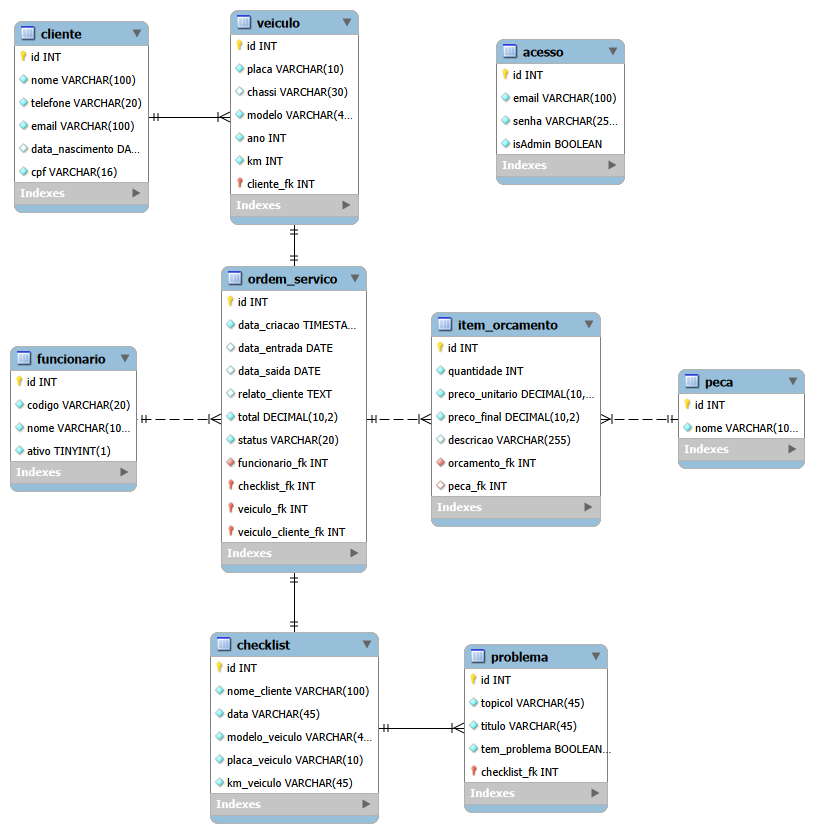 cliente
id INT
nome VARCHAR(100)
telefone VARCHAR(20)
email VARCHAR(100)
data_nascimento DA...
cpf VARCHAR(16)
Indexes
veiculo
id INT
placa VARCHAR(10)
chassi VARCHAR(30)
modelo VARCHAR(4...
ano INT
km INT
cliente_fk INT
Indexes
acesso
id INT
email VARCHAR(100)
senha VARCHAR(25...
isAdmin BOOLEAN
Indexes
ordem_servico
id INT
data_criacao TIMESTA...
data_entrada DATE
data_saida DATE
relato_cliente TEXT
total DECIMAL(10,2)
status VARCHAR(20)
funcionario_fk INT
checklist_fk INT
veiculo_fk INT
veiculo_cliente_fk INT
Indexes
item_orcamento
id INT
quantidade INT
preco_unitario DECIMAL(10,...
preco_final DECIMAL(10,2)
descricao VARCHAR(255)
orcamento_fk INT
peca_fk INT
Indexes
funcionario
id INT
codigo VARCHAR(20)
nome VARCHAR(10...
ativo TINYINT(1)
Indexes
peca
id INT
nome VARCHAR(10...
Indexes
checklist
id INT
nome_cliente VARCHAR(100)
data VARCHAR(45)
modelo_veiculo VARCHAR(4...
placa_veiculo VARCHAR(10)
km_veiculo VARCHAR(45)
Indexes
problema
id INT
topicol VARCHAR(45)
titulo VARCHAR(45)
tem_problema BOOLEAN...
checklist_fk INT
Indexes